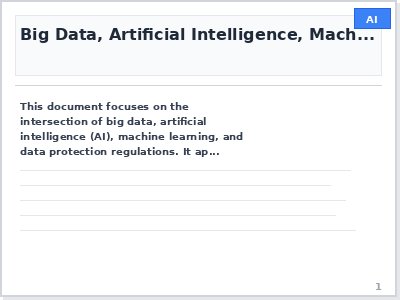 AI
Big Data, Artificial Intelligence, Mach...
This document focuses on the
intersection of big data, artificial
intelligence (AI), machine learning, and
data protection regulations. It ap...
1